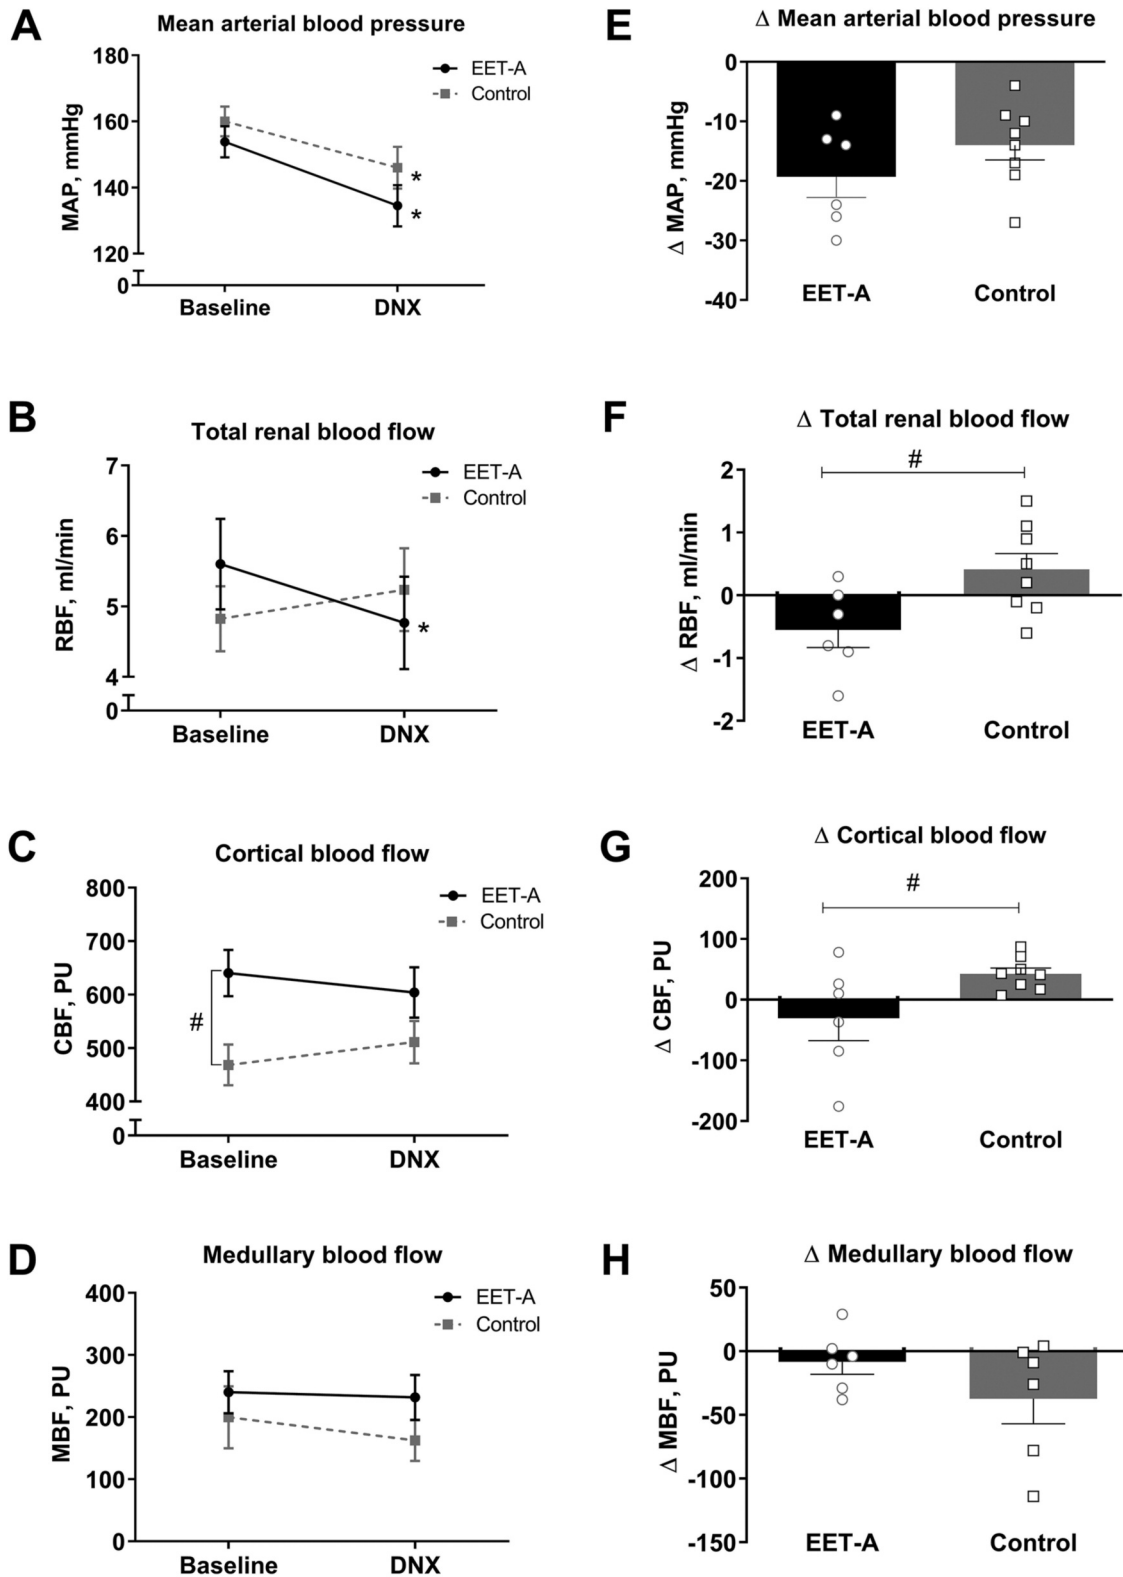 A
Mean arterial blood pressure
180
160
140
120
0
MAP, mmHg
EET-A
Control
*
*
Baseline
DNX
E
Δ Mean arterial blood pressure
0
-10
-20
-30
-40
Δ MAP, mmHg
EET-A
Control
B
Total renal blood flow
7
6
5
4
0
RBF, ml/min
EET-A
Control
*
Baseline
DNX
F
Δ Total renal blood flow
#
2
1
0
-1
-2
Δ RBF, ml/min
EET-A
Control
C
Cortical blood flow
800
700
600
500
400
0
CBF, PU
EET-A
Control
#
Baseline
DNX
G
Δ Cortical blood flow
#
200
100
0
-100
-200
Δ CBF, PU
EET-A
Control
D
Medullary blood flow
400
300
200
100
0
MBF, PU
EET-A
Control
Baseline
DNX
H
Δ Medullary blood flow
50
0
-50
-100
-150
Δ MBF, PU
EET-A
Control